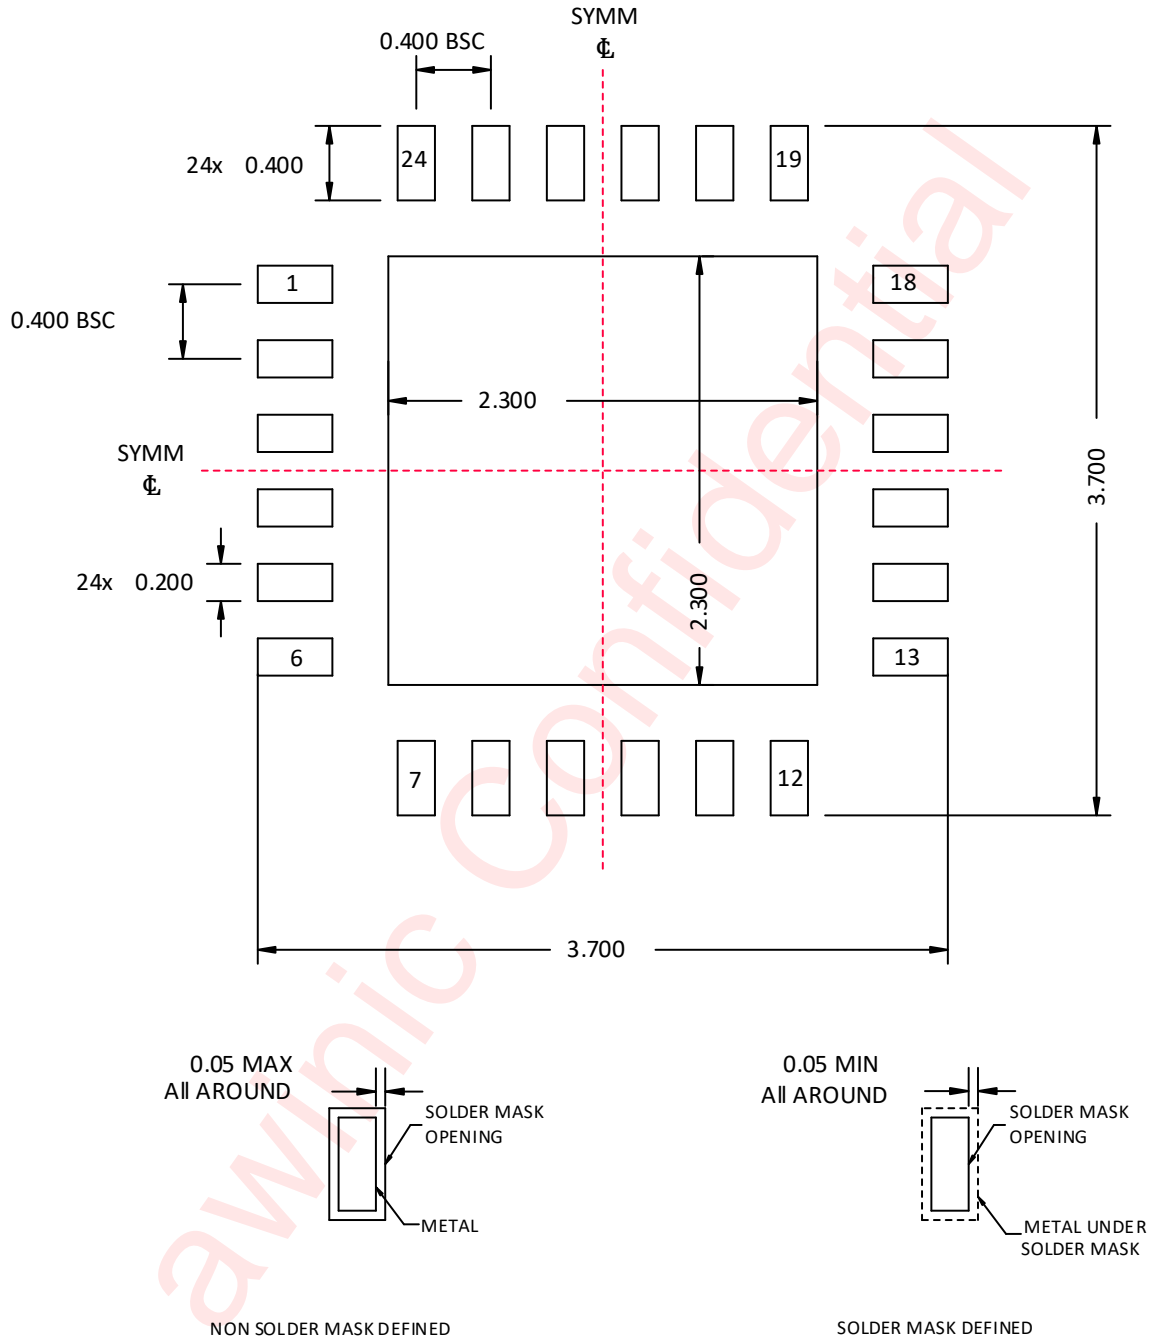 SYMM
℄
0.400 BSC
24x 0.400
24
19
1
18
0.400 BSC
2.300
SYMM
℄
3.700
24x 0.200
2.300
6
13
7
12
3.700
0.05 MAX
All AROUND
SOLDER MASK
OPENING
METAL
0.05 MIN
All AROUND
SOLDER MASK
OPENING
METAL UNDER
SOLDER MASK
NON SOLDER MASK DEFINED
SOLDER MASK DEFINED
awinic Confidential